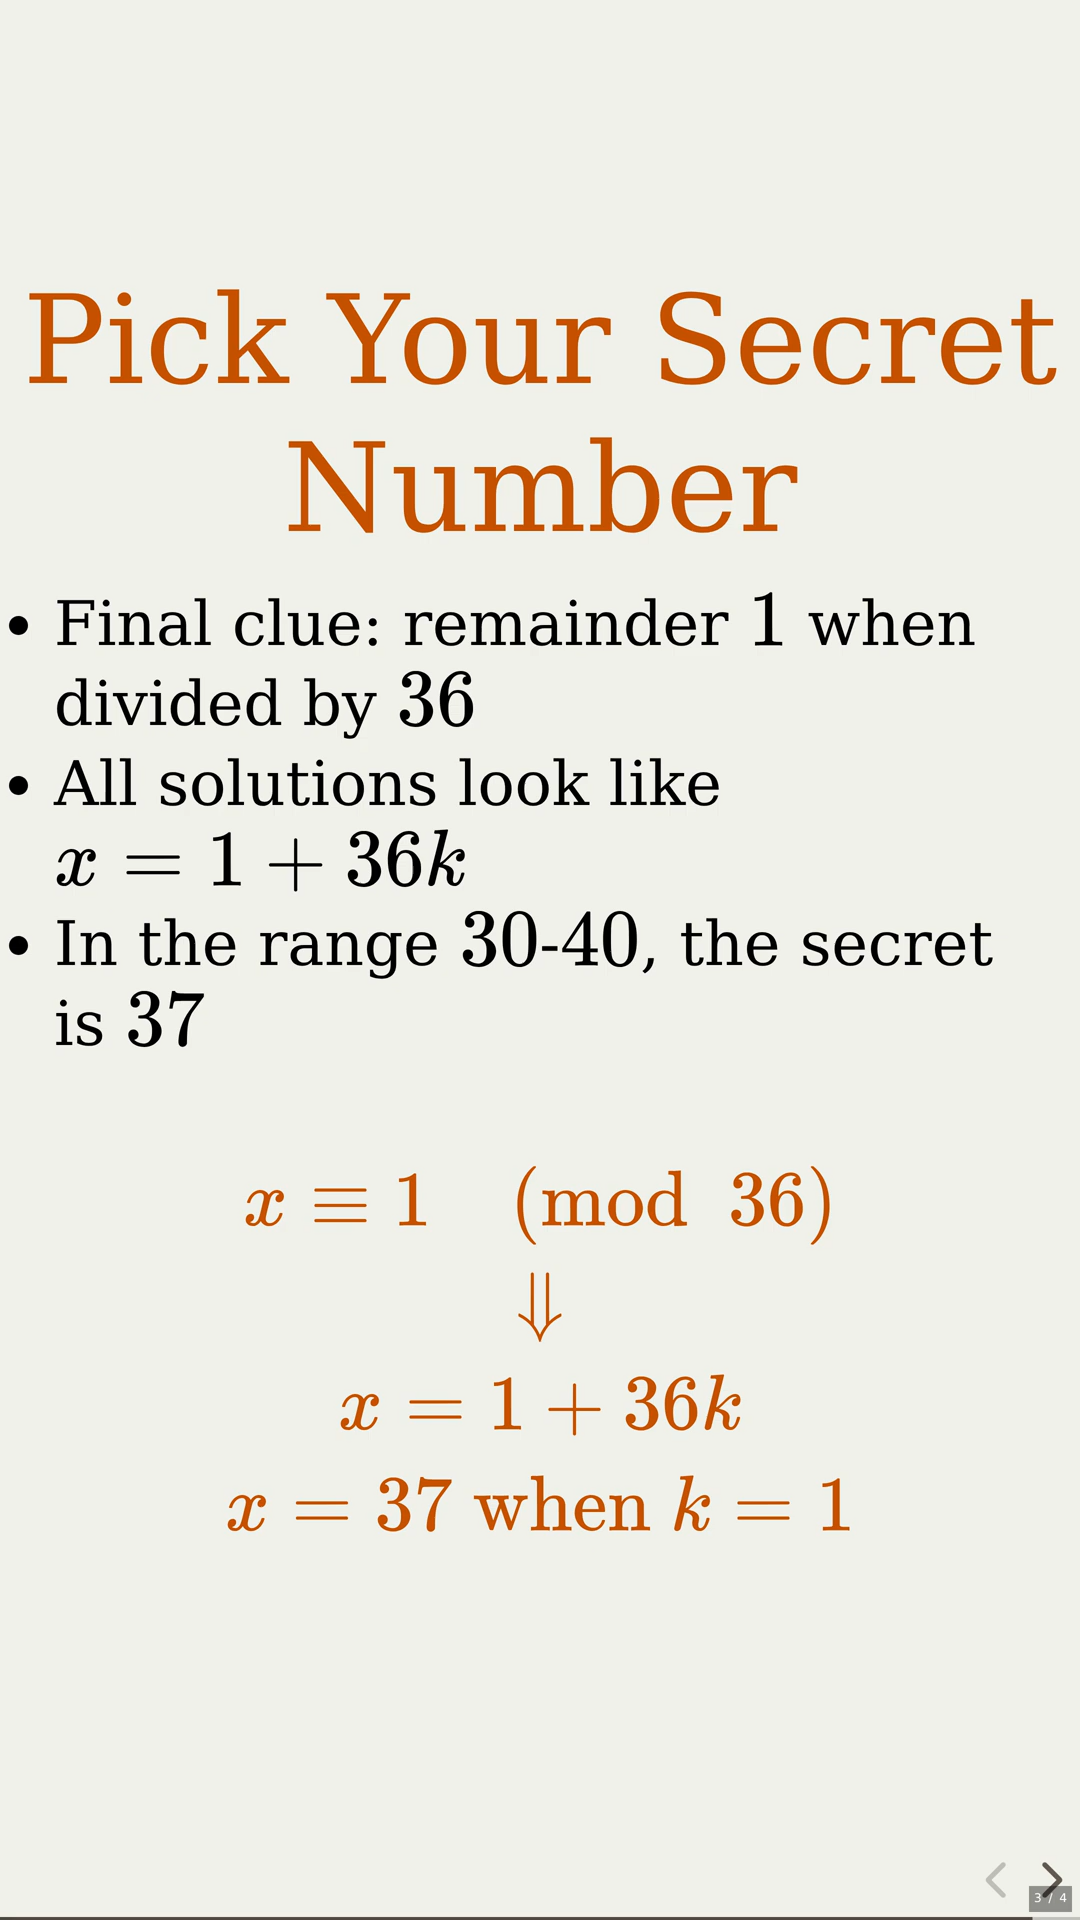 Pick Your Secret
Number
• Final clue: remainder 1 when
divided by 36
• All solutions look like
x = 1 + 36k
• In the range 30-40, the secret
is 37
x ≡ 1 (mod 36)
⇓
x = 1 + 36k
x = 37 when k = 1
3 / 4